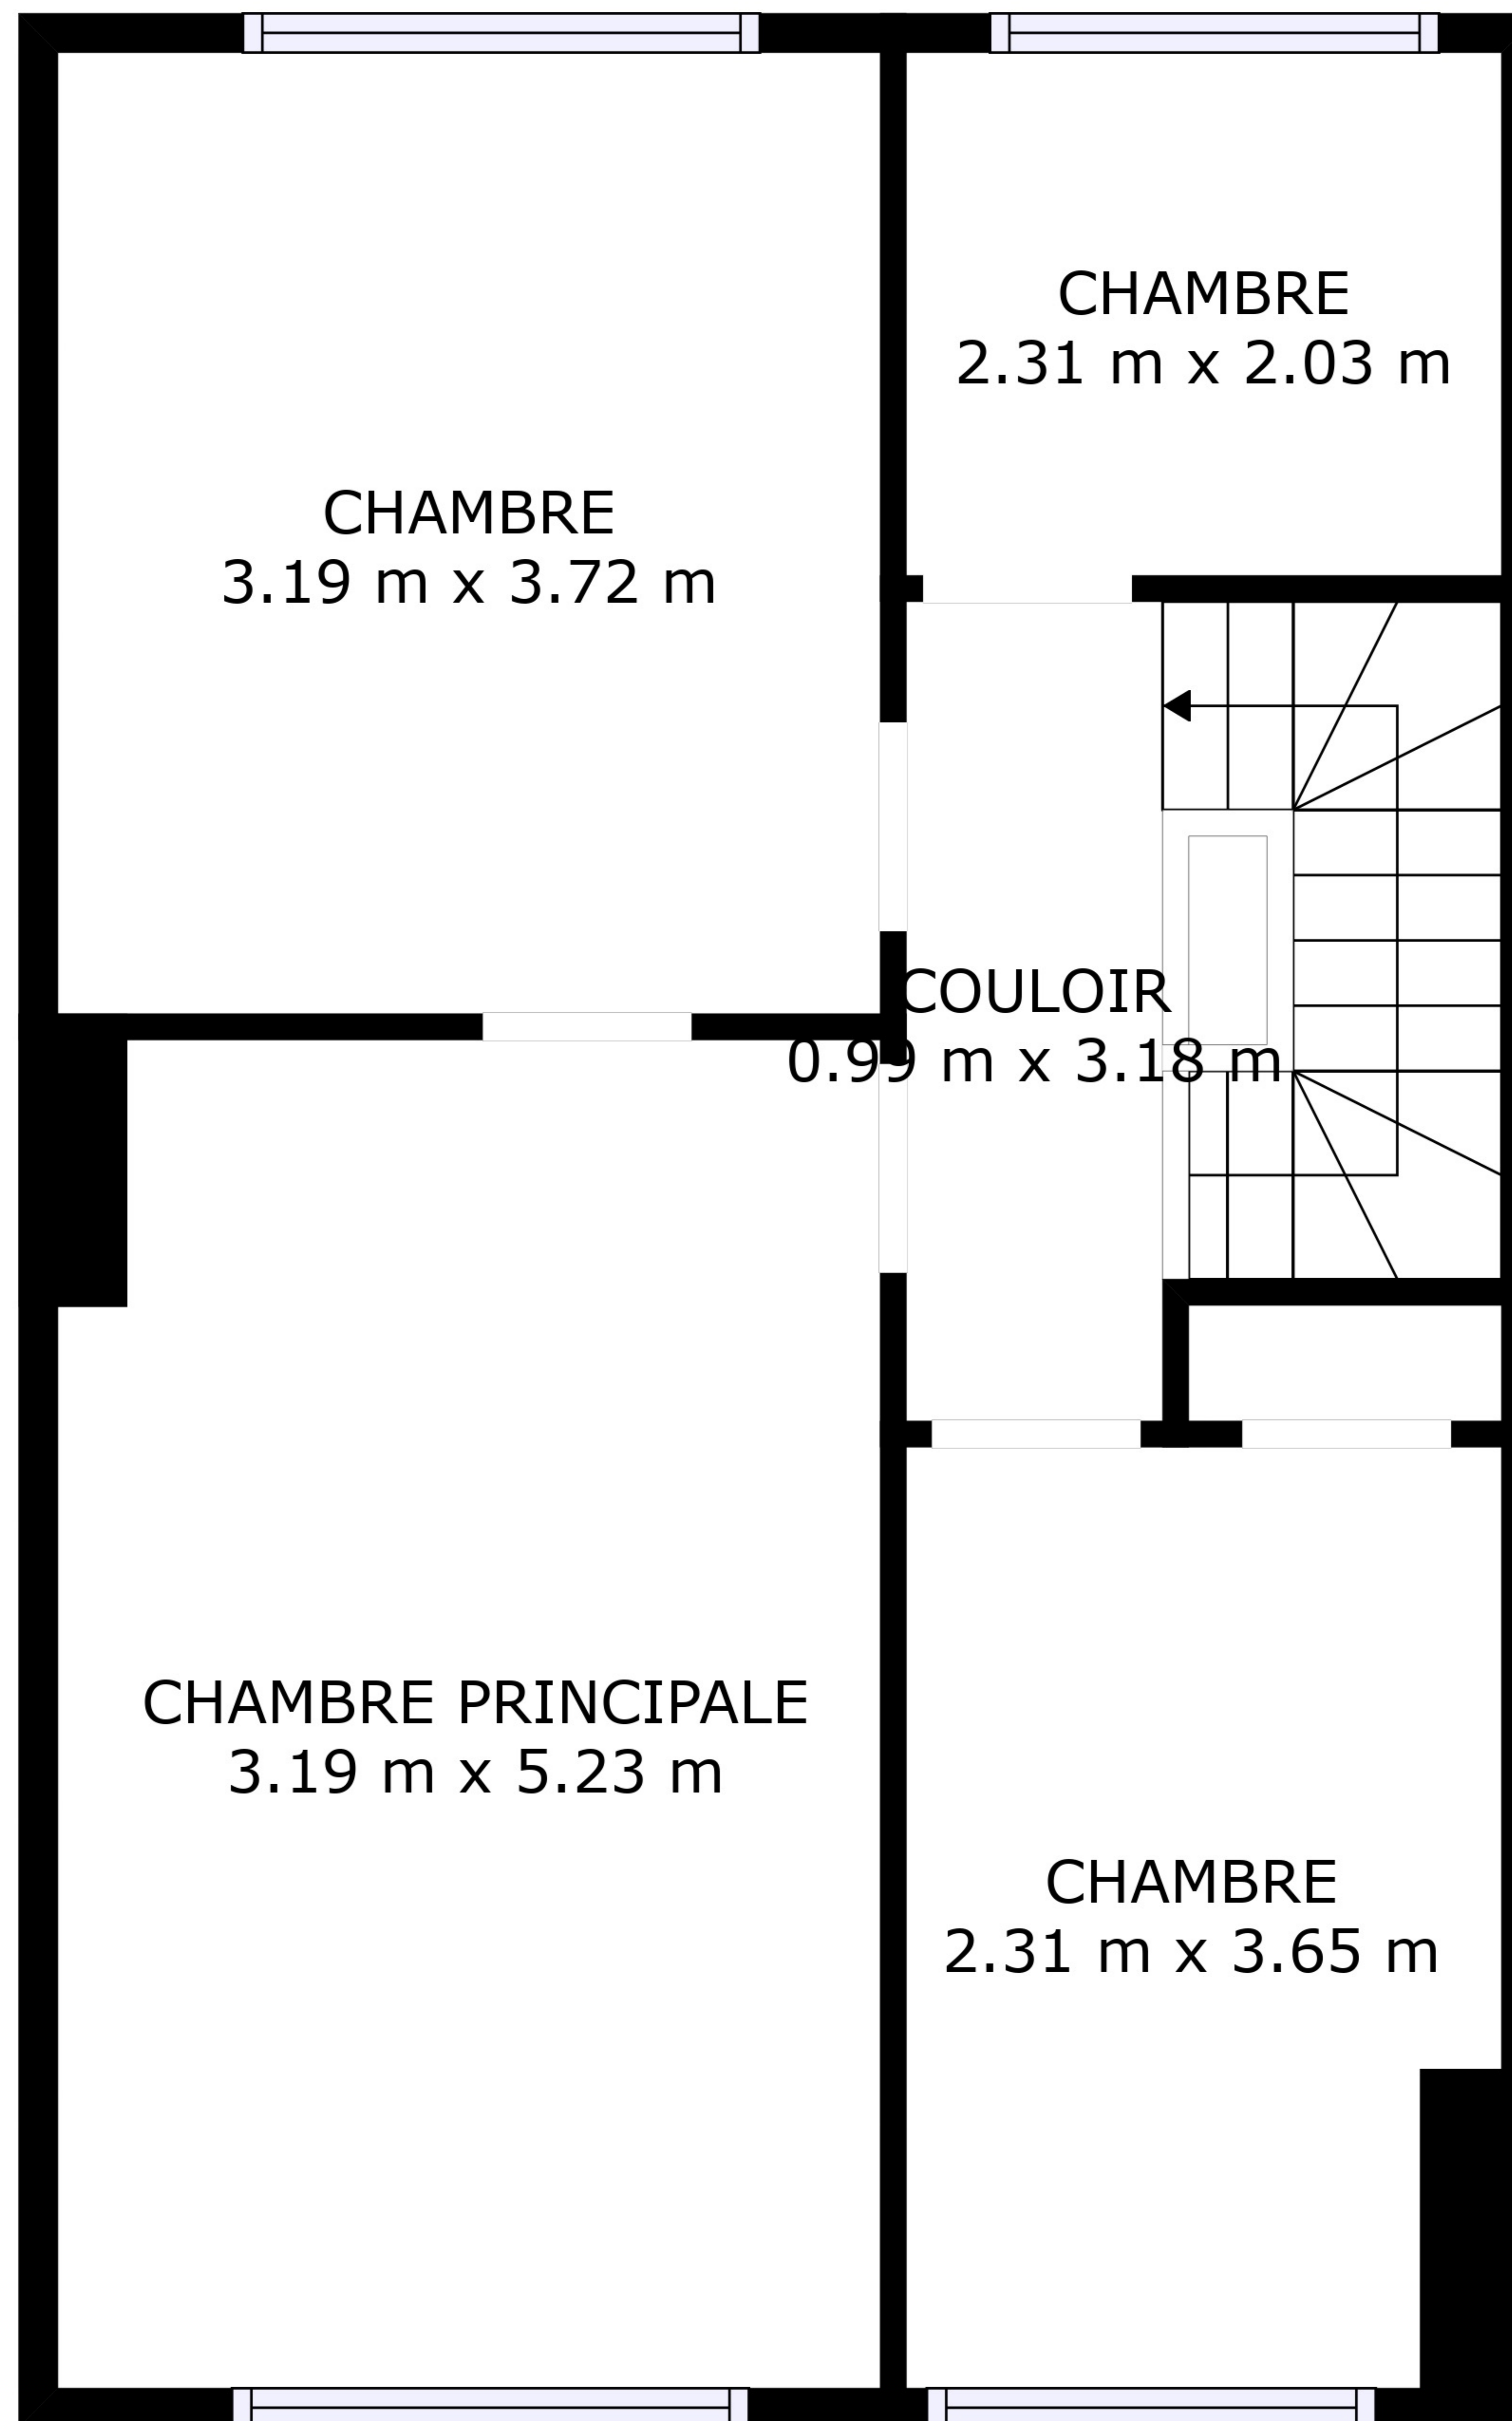 CHAMBRE
2.31 m x 2.03 m
CHAMBRE
3.19 m x 3.72 m
COULOIR
0.99 m x 3.18 m
CHAMBRE PRINCIPALE
3.19 m x 5.23 m
CHAMBRE
2.31 m x 3.65 m